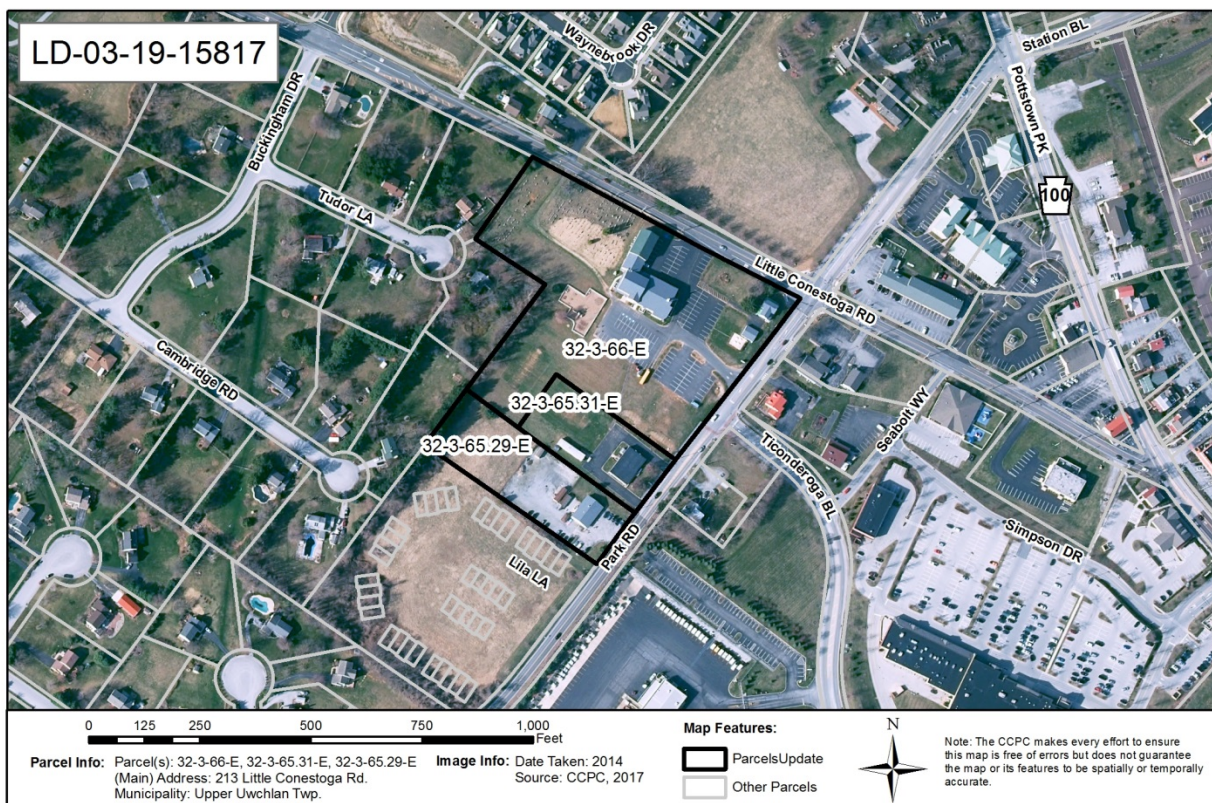 LD-03-19-15817
Waynebrook DR
Station BL
Pottstown PK
100
Buckingham DR
Tudor LA
Little Conestoga RD
Cambridge RD
32-3-66-E
32-3-65.31-E
32-3-65.29-E
Seabolt WY
Ticonderoga BL
Simpson DR
Park RD
Lila LA
0 125 250 500 750 1,000
Feet
Parcel Info: Parcel(s): 32-3-66-E, 32-3-65.31-E, 32-3-65.29-E
(Main) Address: 213 Little Conestoga Rd.
Municipality: Upper Uwchlan Twp.
Image Info: Date Taken: 2014
Source: CCPC, 2017
Map Features:
ParcelsUpdate
Other Parcels
N
Note: The CCPC makes every effort to ensure
this map is free of errors but does not guarantee
the map or its features to be spatially or temporally
accurate.